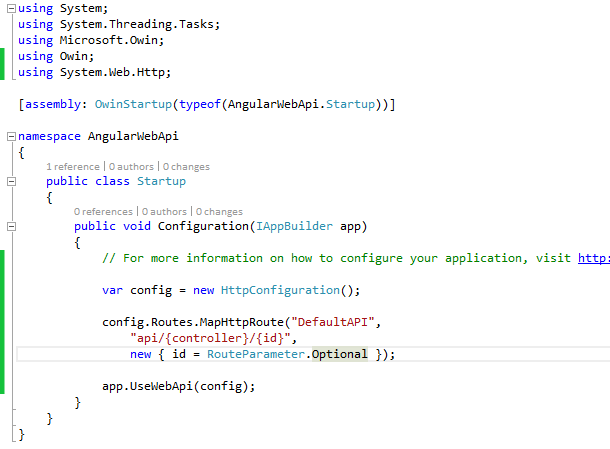 using System;
using System.Threading.Tasks;
using Microsoft.Owin;
using Owin;
using System.Web.Http;
[assembly: OwinStartup(typeof(AngularWebApi.Startup))]
namespace AngularWebApi
{
1 reference | 0 authors | 0 changes
public class Startup
{
0 references | 0 authors | 0 changes
public void Configuration(IAppBuilder app)
{
// For more information on how to configure your application, visit http:
var config = new HttpConfiguration();
config.Routes.MapHttpRoute("DefaultAPI",
"api/{controller}/{id}",
new { id = RouteParameter.Optional });
app.UseWebApi(config);
}
}
}